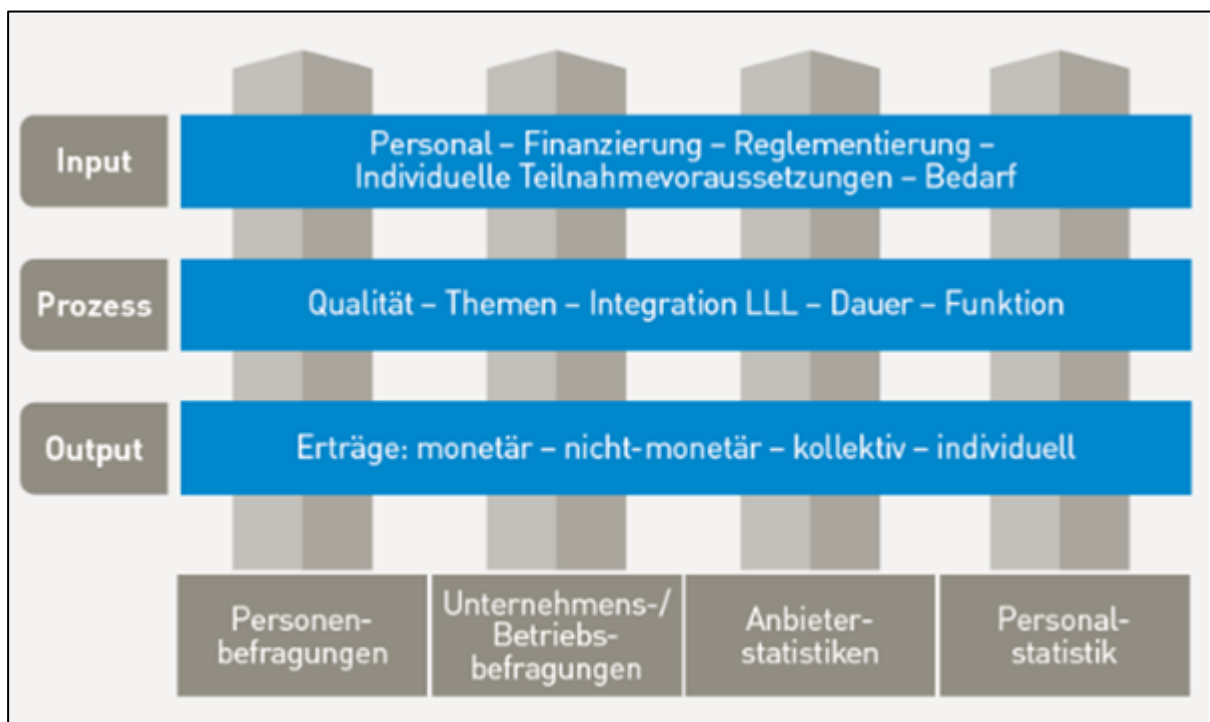 Input
Personal – Finanzierung – Reglementierung –
Individuelle Teilnahmevoraussetzungen – Bedarf
Prozess
Qualität – Themen – Integration LLL – Dauer – Funktion
Output
Erträge: monetär – nicht-monetär – kollektiv – individuell
Personen-
befragungen
Unternehmens-/
Betriebs-
befragungen
Anbieter-
statistiken
Personal-
statistik